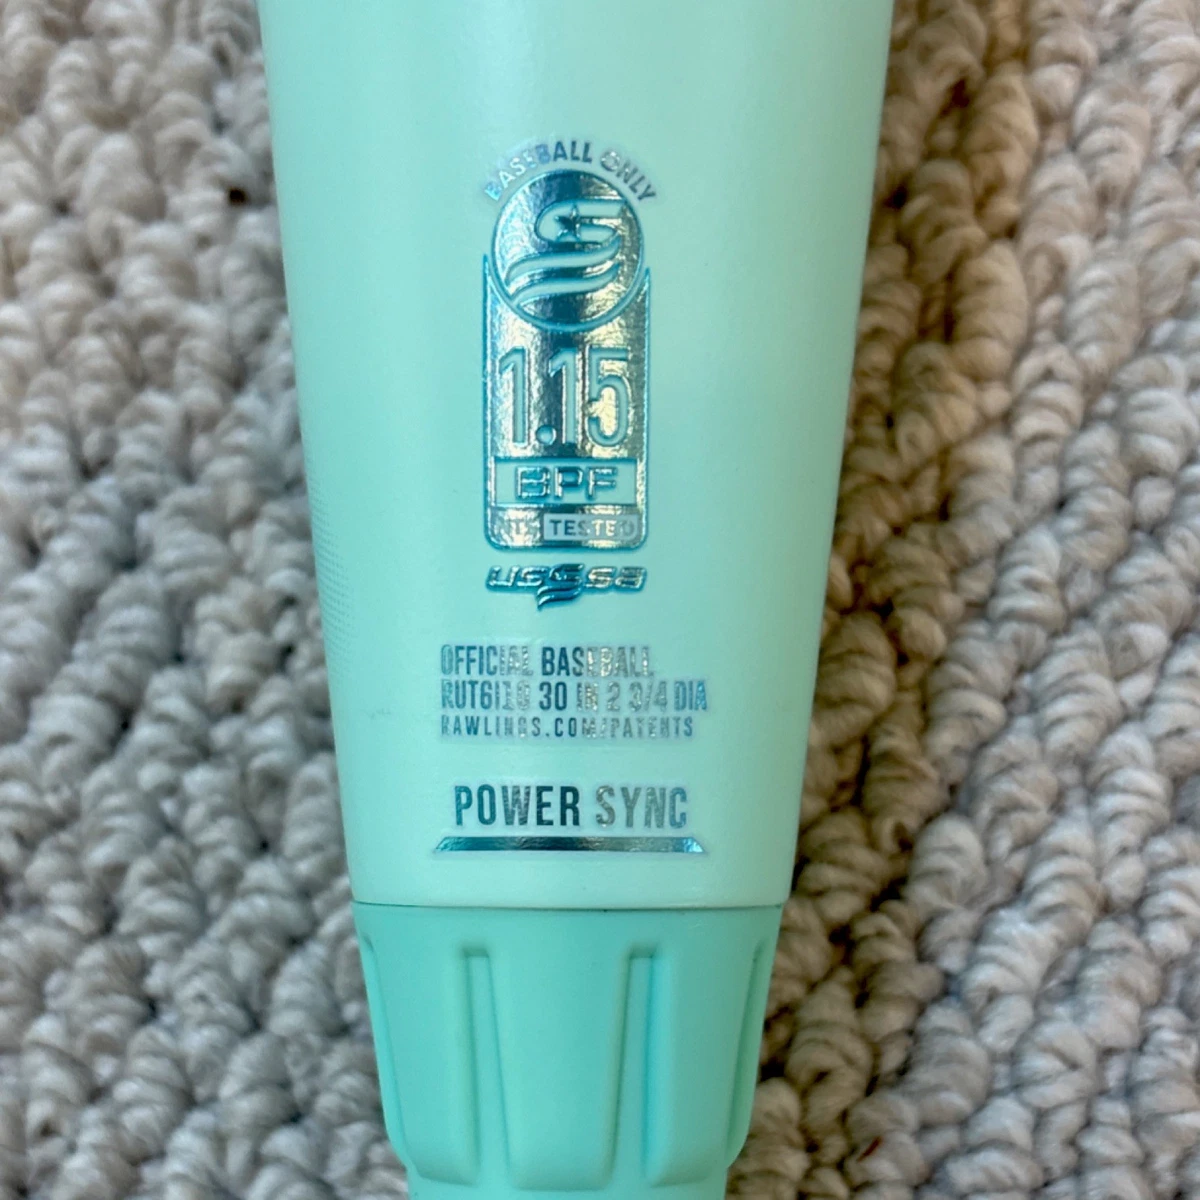 BASEBALL ONLY
1.15
BPF
NTS TESTED
USSSA
OFFICIAL BASEBALL
30 IN 2 3/4 DIA
RAWLINGS.COM/PATENTS
POWER SYNC